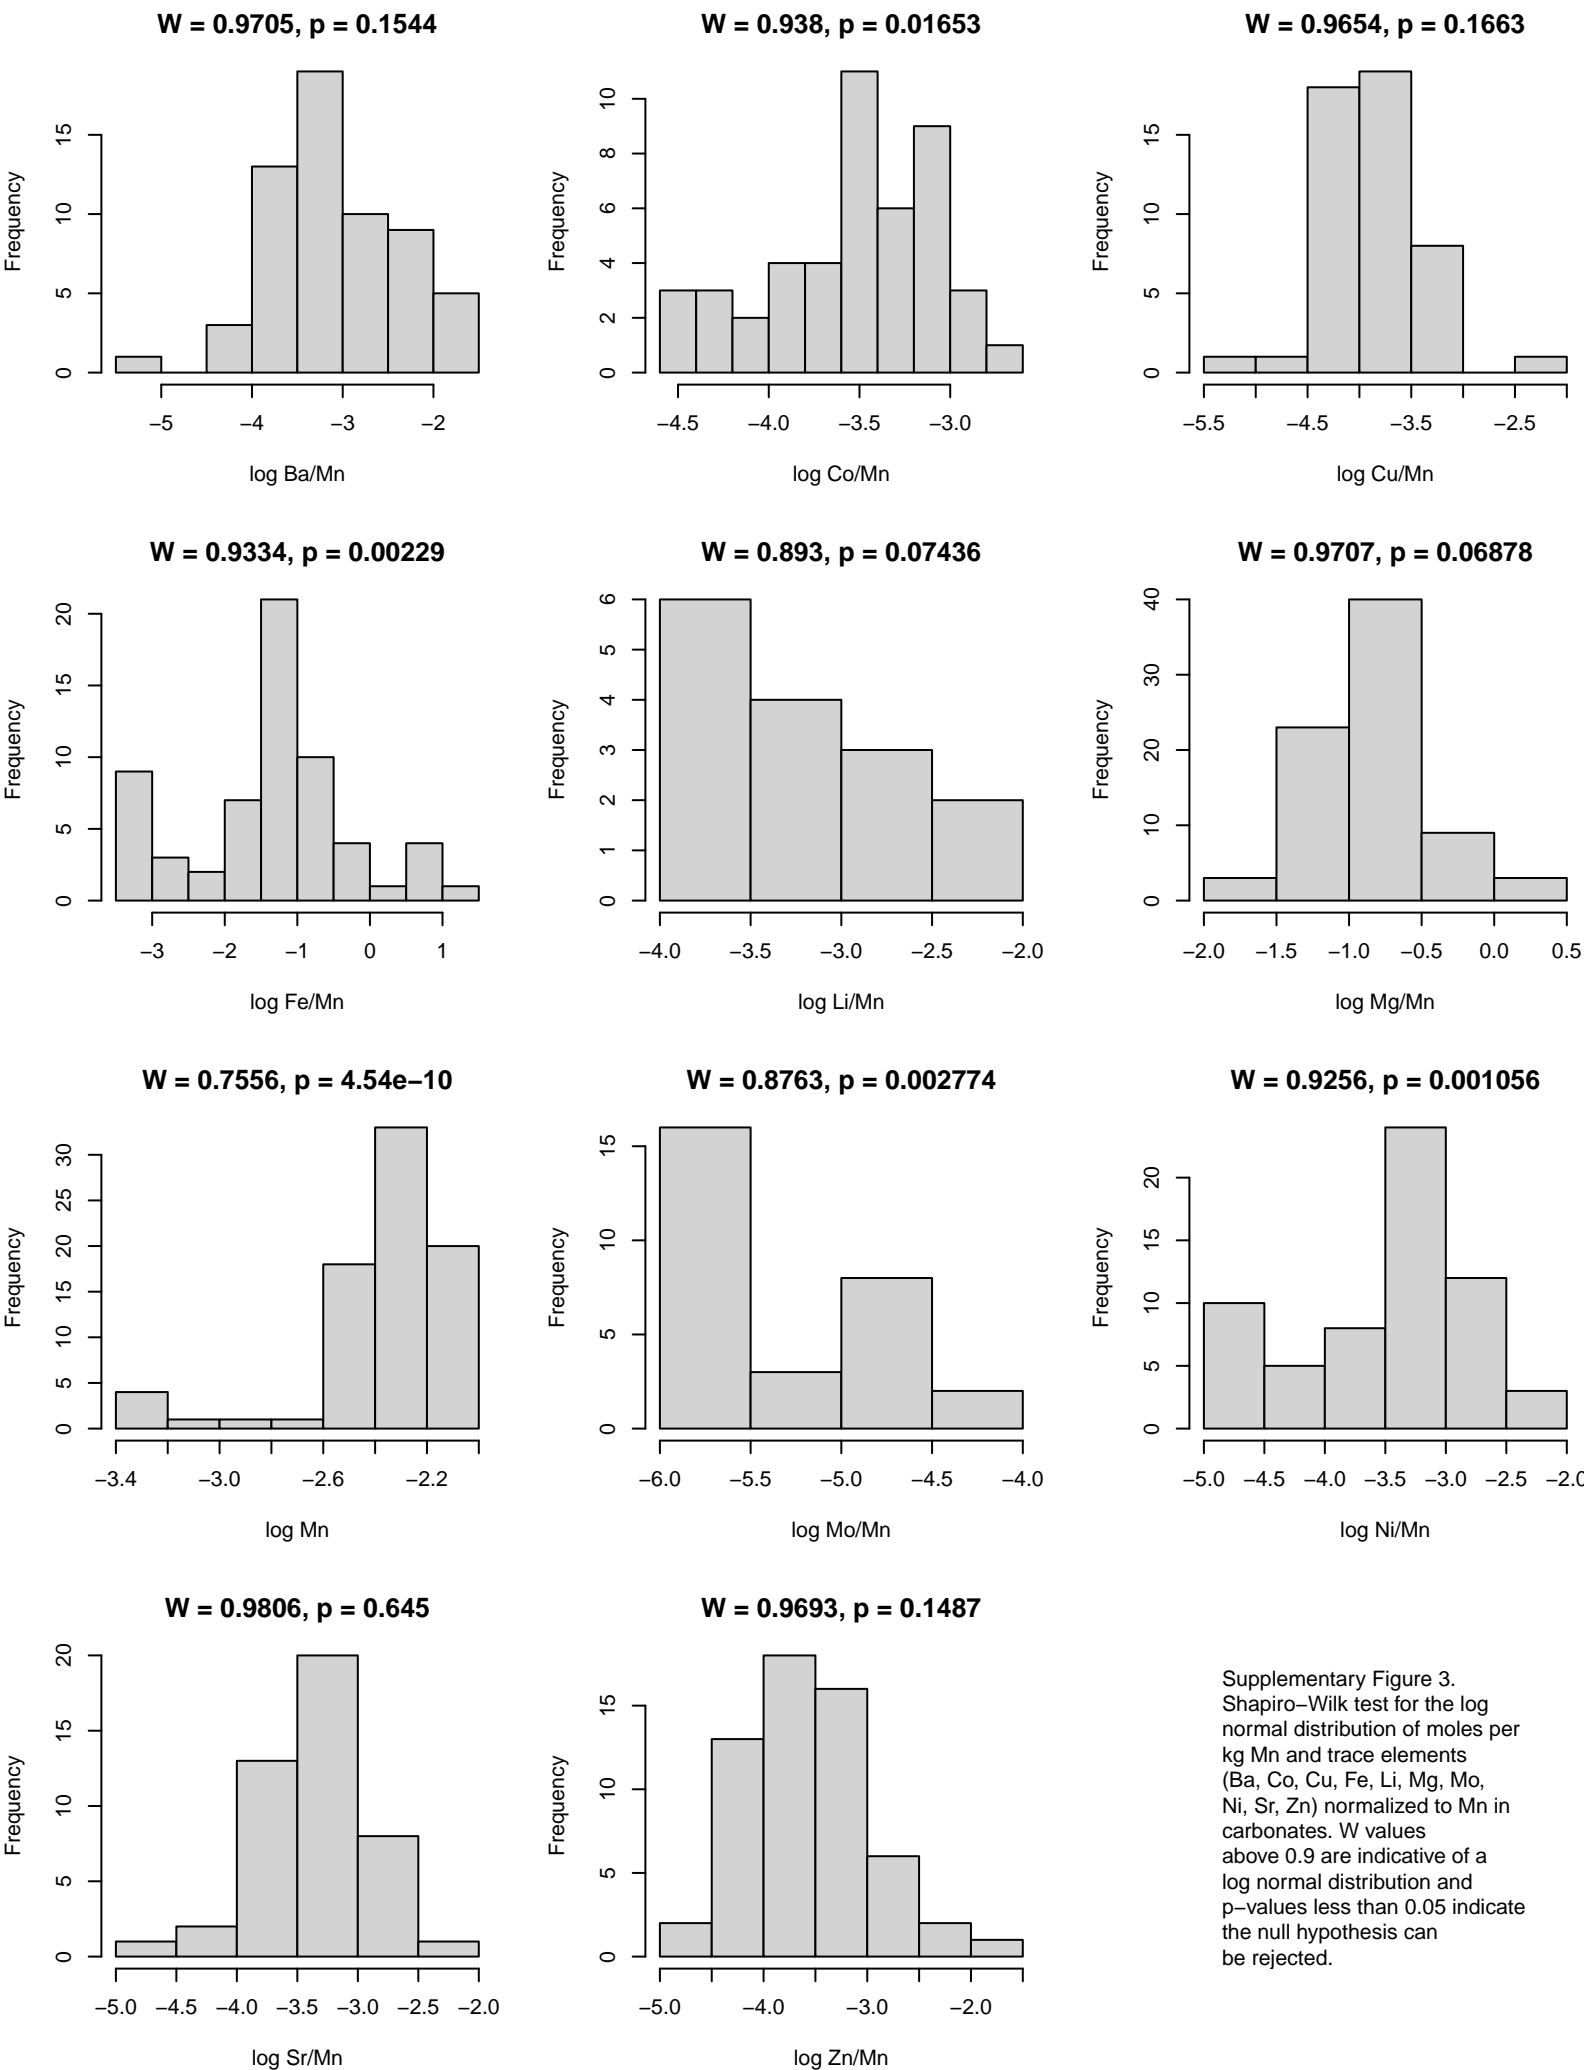 W = 0.9705, p = 0.1544
Frequency
0 5 10 15
−5 −4 −3 −2
log Ba/Mn
W = 0.938, p = 0.01653
Frequency
0 2 4 6 8 10
−4.5 −4.0 −3.5 −3.0
log Co/Mn
W = 0.9654, p = 0.1663
Frequency
0 5 10 15
−5.5 −4.5 −3.5 −2.5
log Cu/Mn
W = 0.9334, p = 0.00229
Frequency
0 5 10 15 20
−3 −2 −1 0 1
log Fe/Mn
W = 0.893, p = 0.07436
Frequency
0 1 2 3 4 5 6
−4.0 −3.5 −3.0 −2.5 −2.0
log Li/Mn
W = 0.9707, p = 0.06878
Frequency
0 10 20 30 40
−2.0 −1.5 −1.0 −0.5 0.0 0.5
log Mg/Mn
W = 0.7556, p = 4.54e−10
Frequency
0 5 10 15 20 25 30
−3.4 −3.0 −2.6 −2.2
log Mn
W = 0.8763, p = 0.002774
Frequency
0 5 10 15
−6.0 −5.5 −5.0 −4.5 −4.0
log Mo/Mn
W = 0.9256, p = 0.001056
Frequency
0 5 10 15 20
−5.0 −4.5 −4.0 −3.5 −3.0 −2.5 −2.0
log Ni/Mn
W = 0.9806, p = 0.645
Frequency
0 5 10 15 20
−5.0 −4.5 −4.0 −3.5 −3.0 −2.5 −2.0
log Sr/Mn
W = 0.9693, p = 0.1487
Frequency
0 5 10 15
−5.0 −4.0 −3.0 −2.0
log Zn/Mn
Supplementary Figure 3.
Shapiro−Wilk test for the log
normal distribution of moles per
kg Mn and trace elements
(Ba, Co, Cu, Fe, Li, Mg, Mo,
Ni, Sr, Zn) normalized to Mn in
carbonates. W values
above 0.9 are indicative of a
log normal distribution and
p−values less than 0.05 indicate
the null hypothesis can
be rejected.